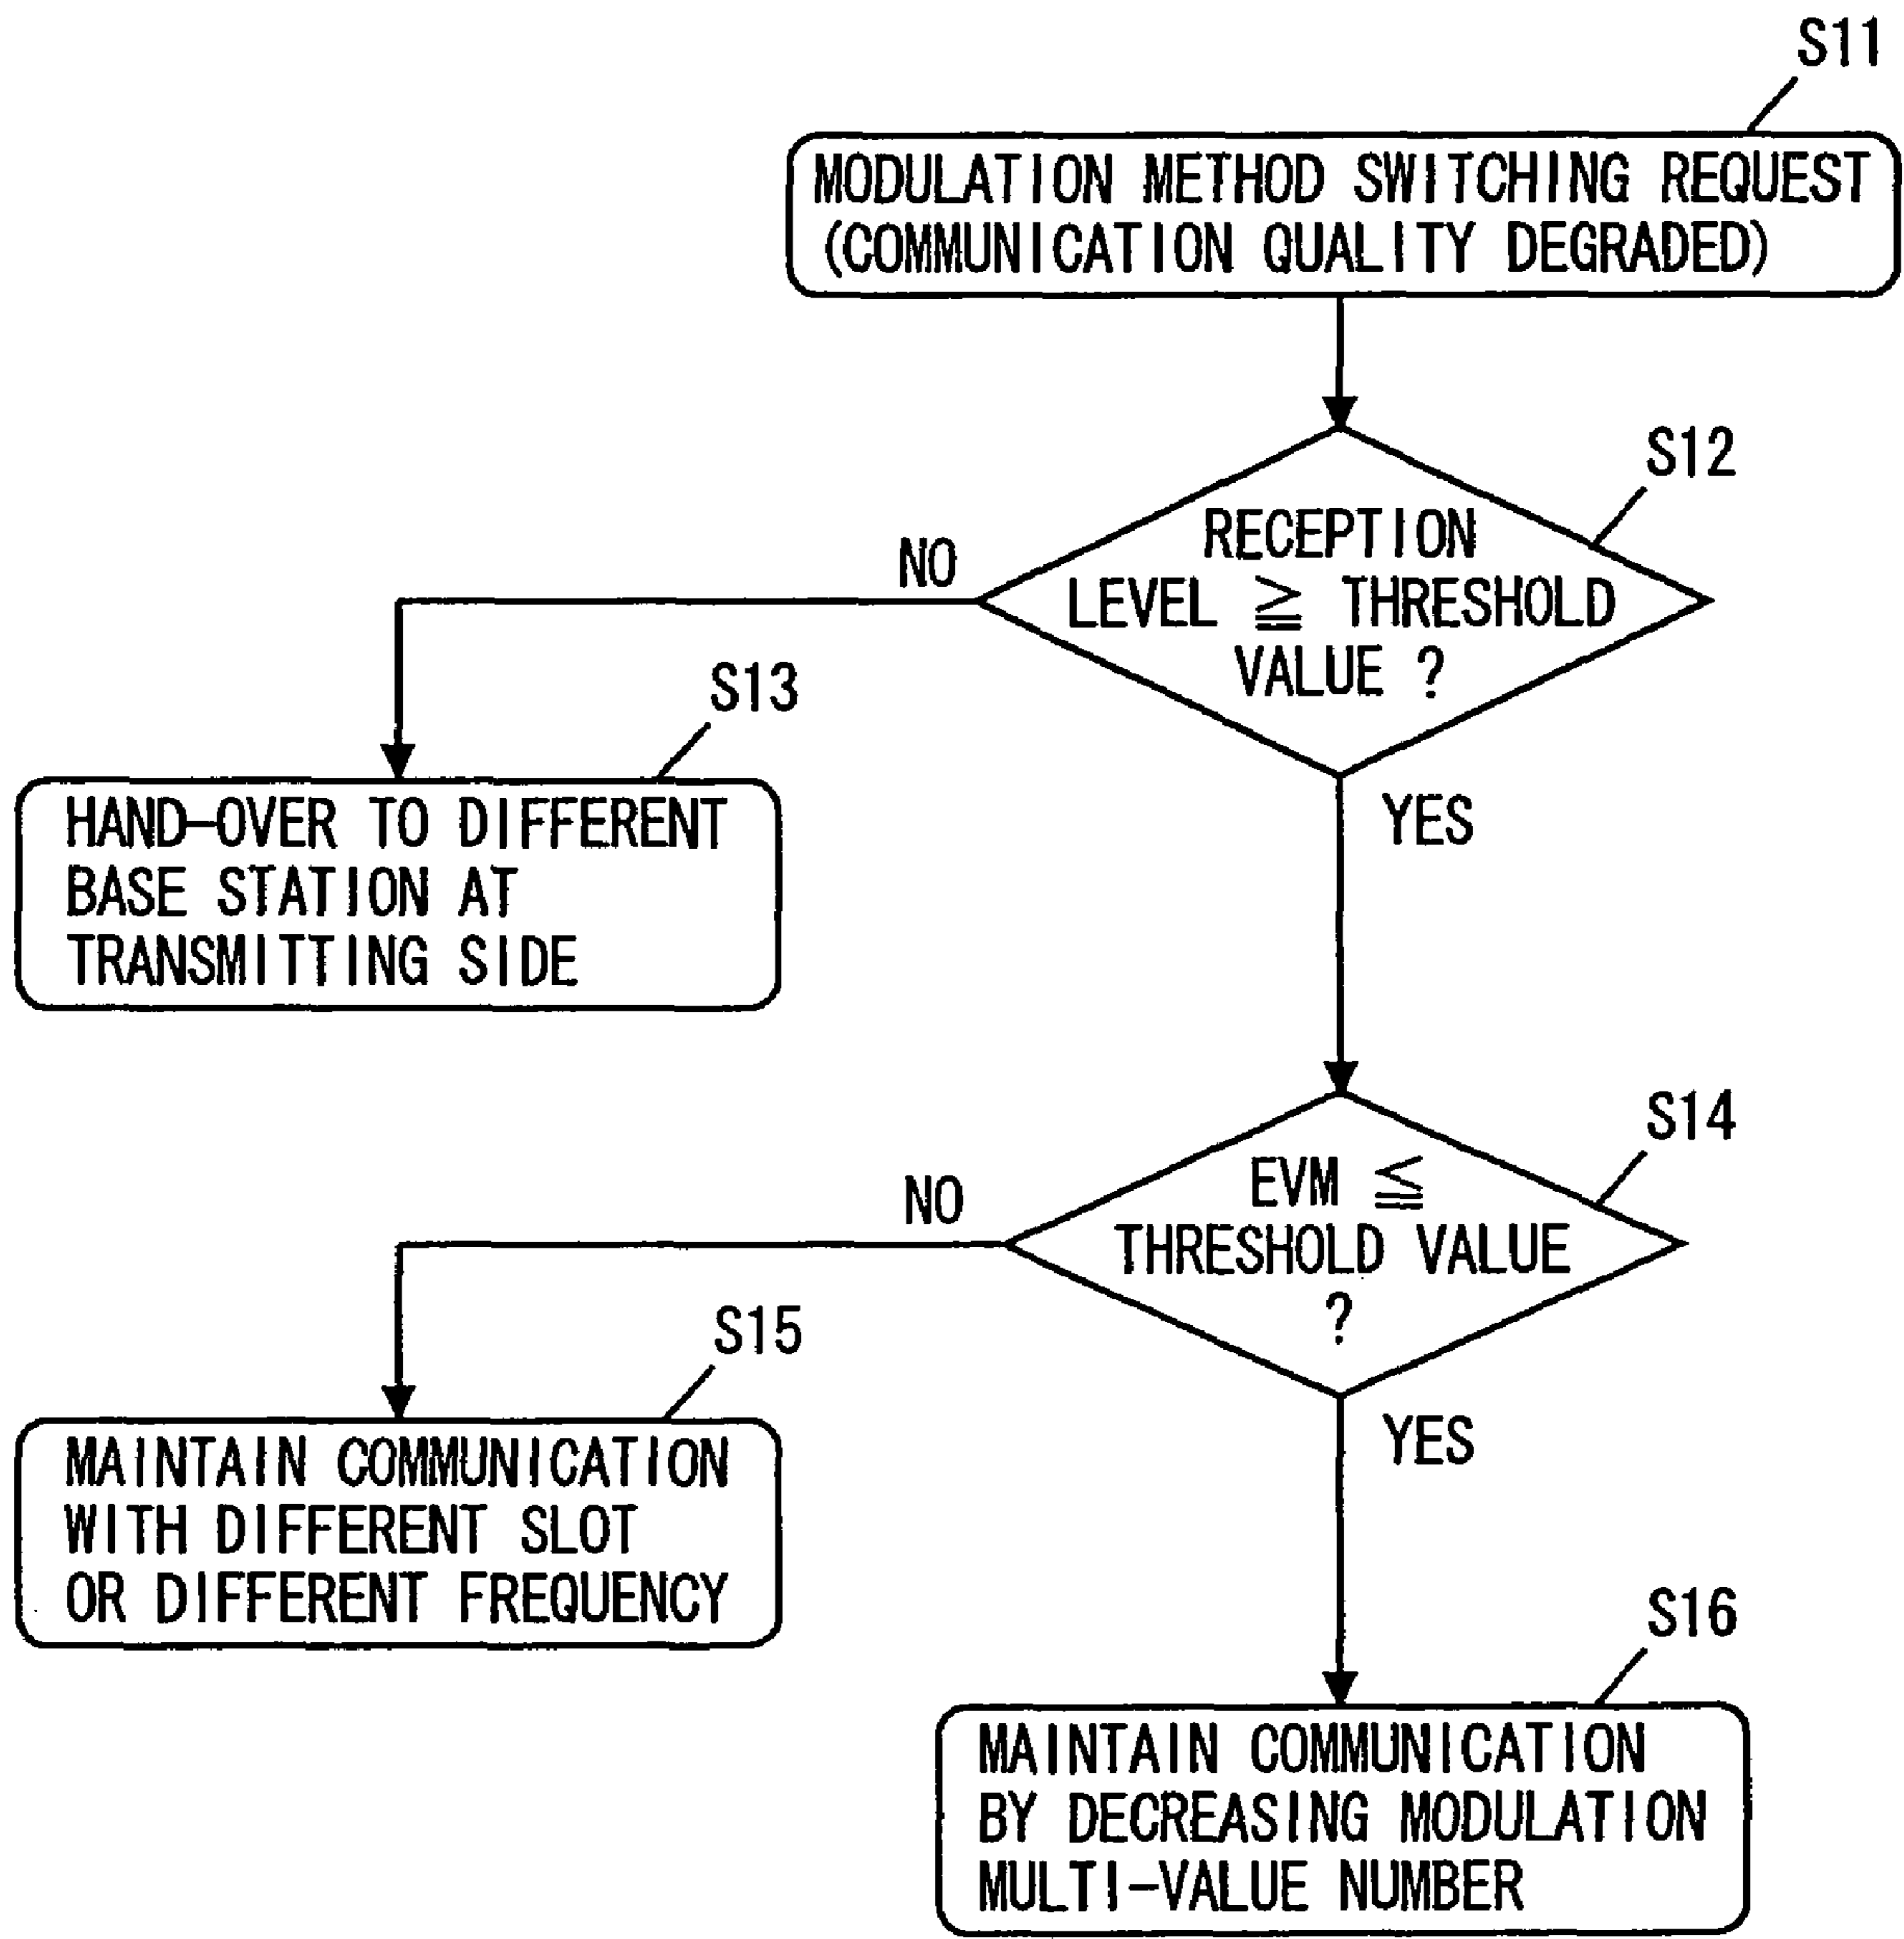 S11
MODULATION METHOD SWITCHING REQUEST
(COMMUNICATION QUALITY DEGRADED)
S12
RECEPTION
LEVEL ≧ THRESHOLD
VALUE ?
NO
YES
S13
HAND-OVER TO DIFFERENT
BASE STATION AT
TRANSMITTING SIDE
S14
EVM ≦
THRESHOLD VALUE
?
NO
YES
S15
MAINTAIN COMMUNICATION
WITH DIFFERENT SLOT
OR DIFFERENT FREQUENCY
S16
MAINTAIN COMMUNICATION
BY DECREASING MODULATION
MULTI-VALUE NUMBER